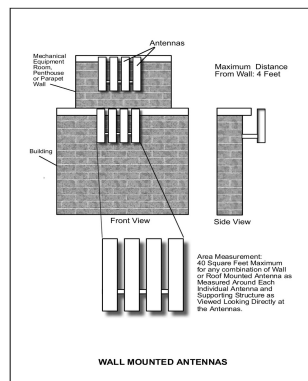 Antennas
Mechanical
Equipment
Room,
Penthouse
or Parapet
Wall
Maximum Distance
From Wall: 4 Feet
Building
Front View
Side View
Area Measurement:
40 Square Feet Maximum
for any combination of Wall
or Roof Mounted Antenna as
Measured Around Each
Individual Antenna and
Supporting Structure as
Viewed Looking Directly at
the Antennas.
WALL MOUNTED ANTENNAS